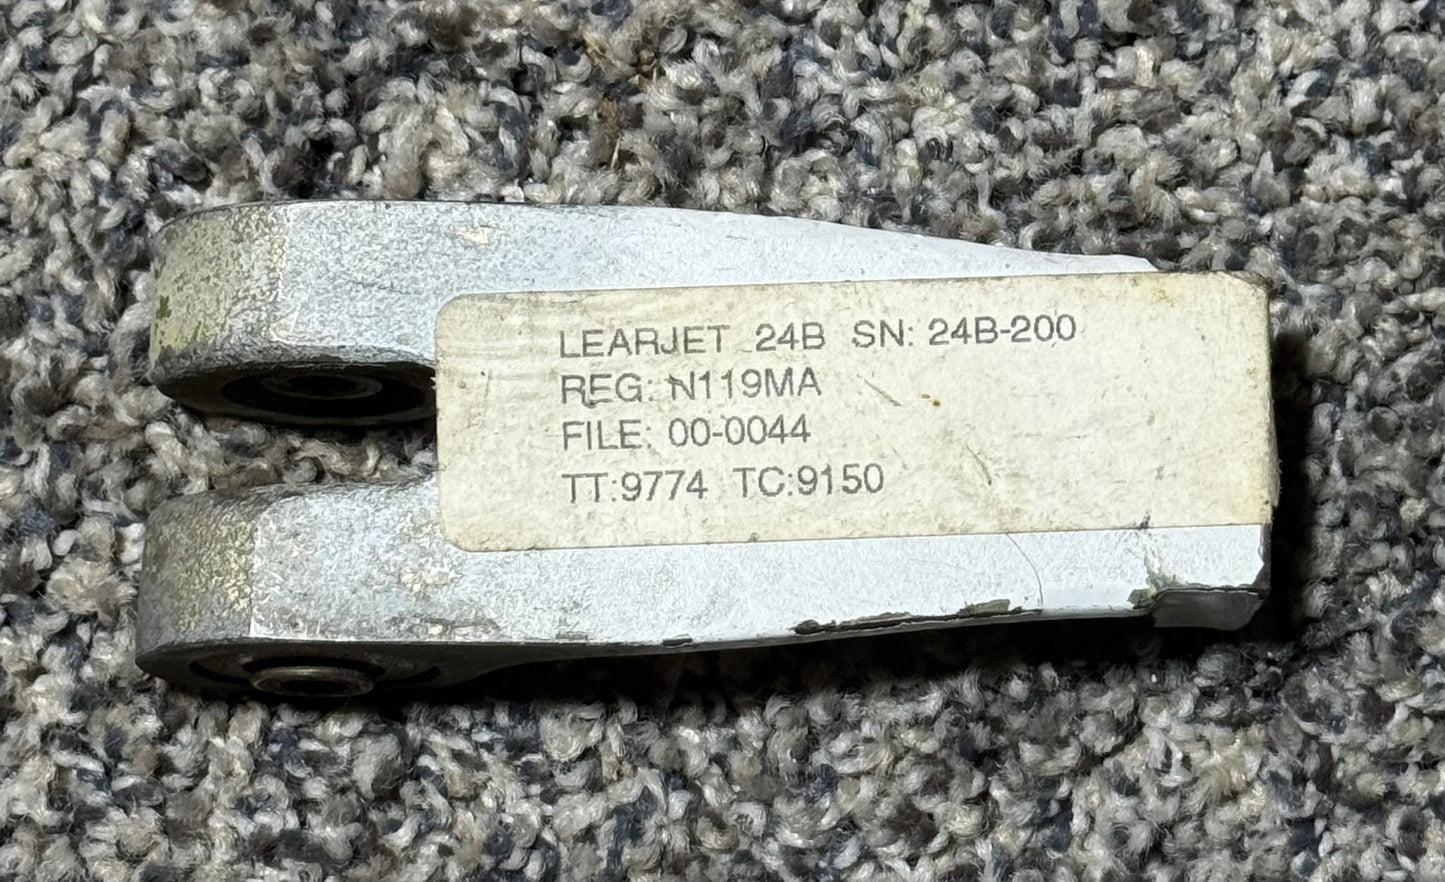 LEARJET 24B SN: 24B-200
REG: N119MA
FILE: 00-0044
TT:9774 TC:9150